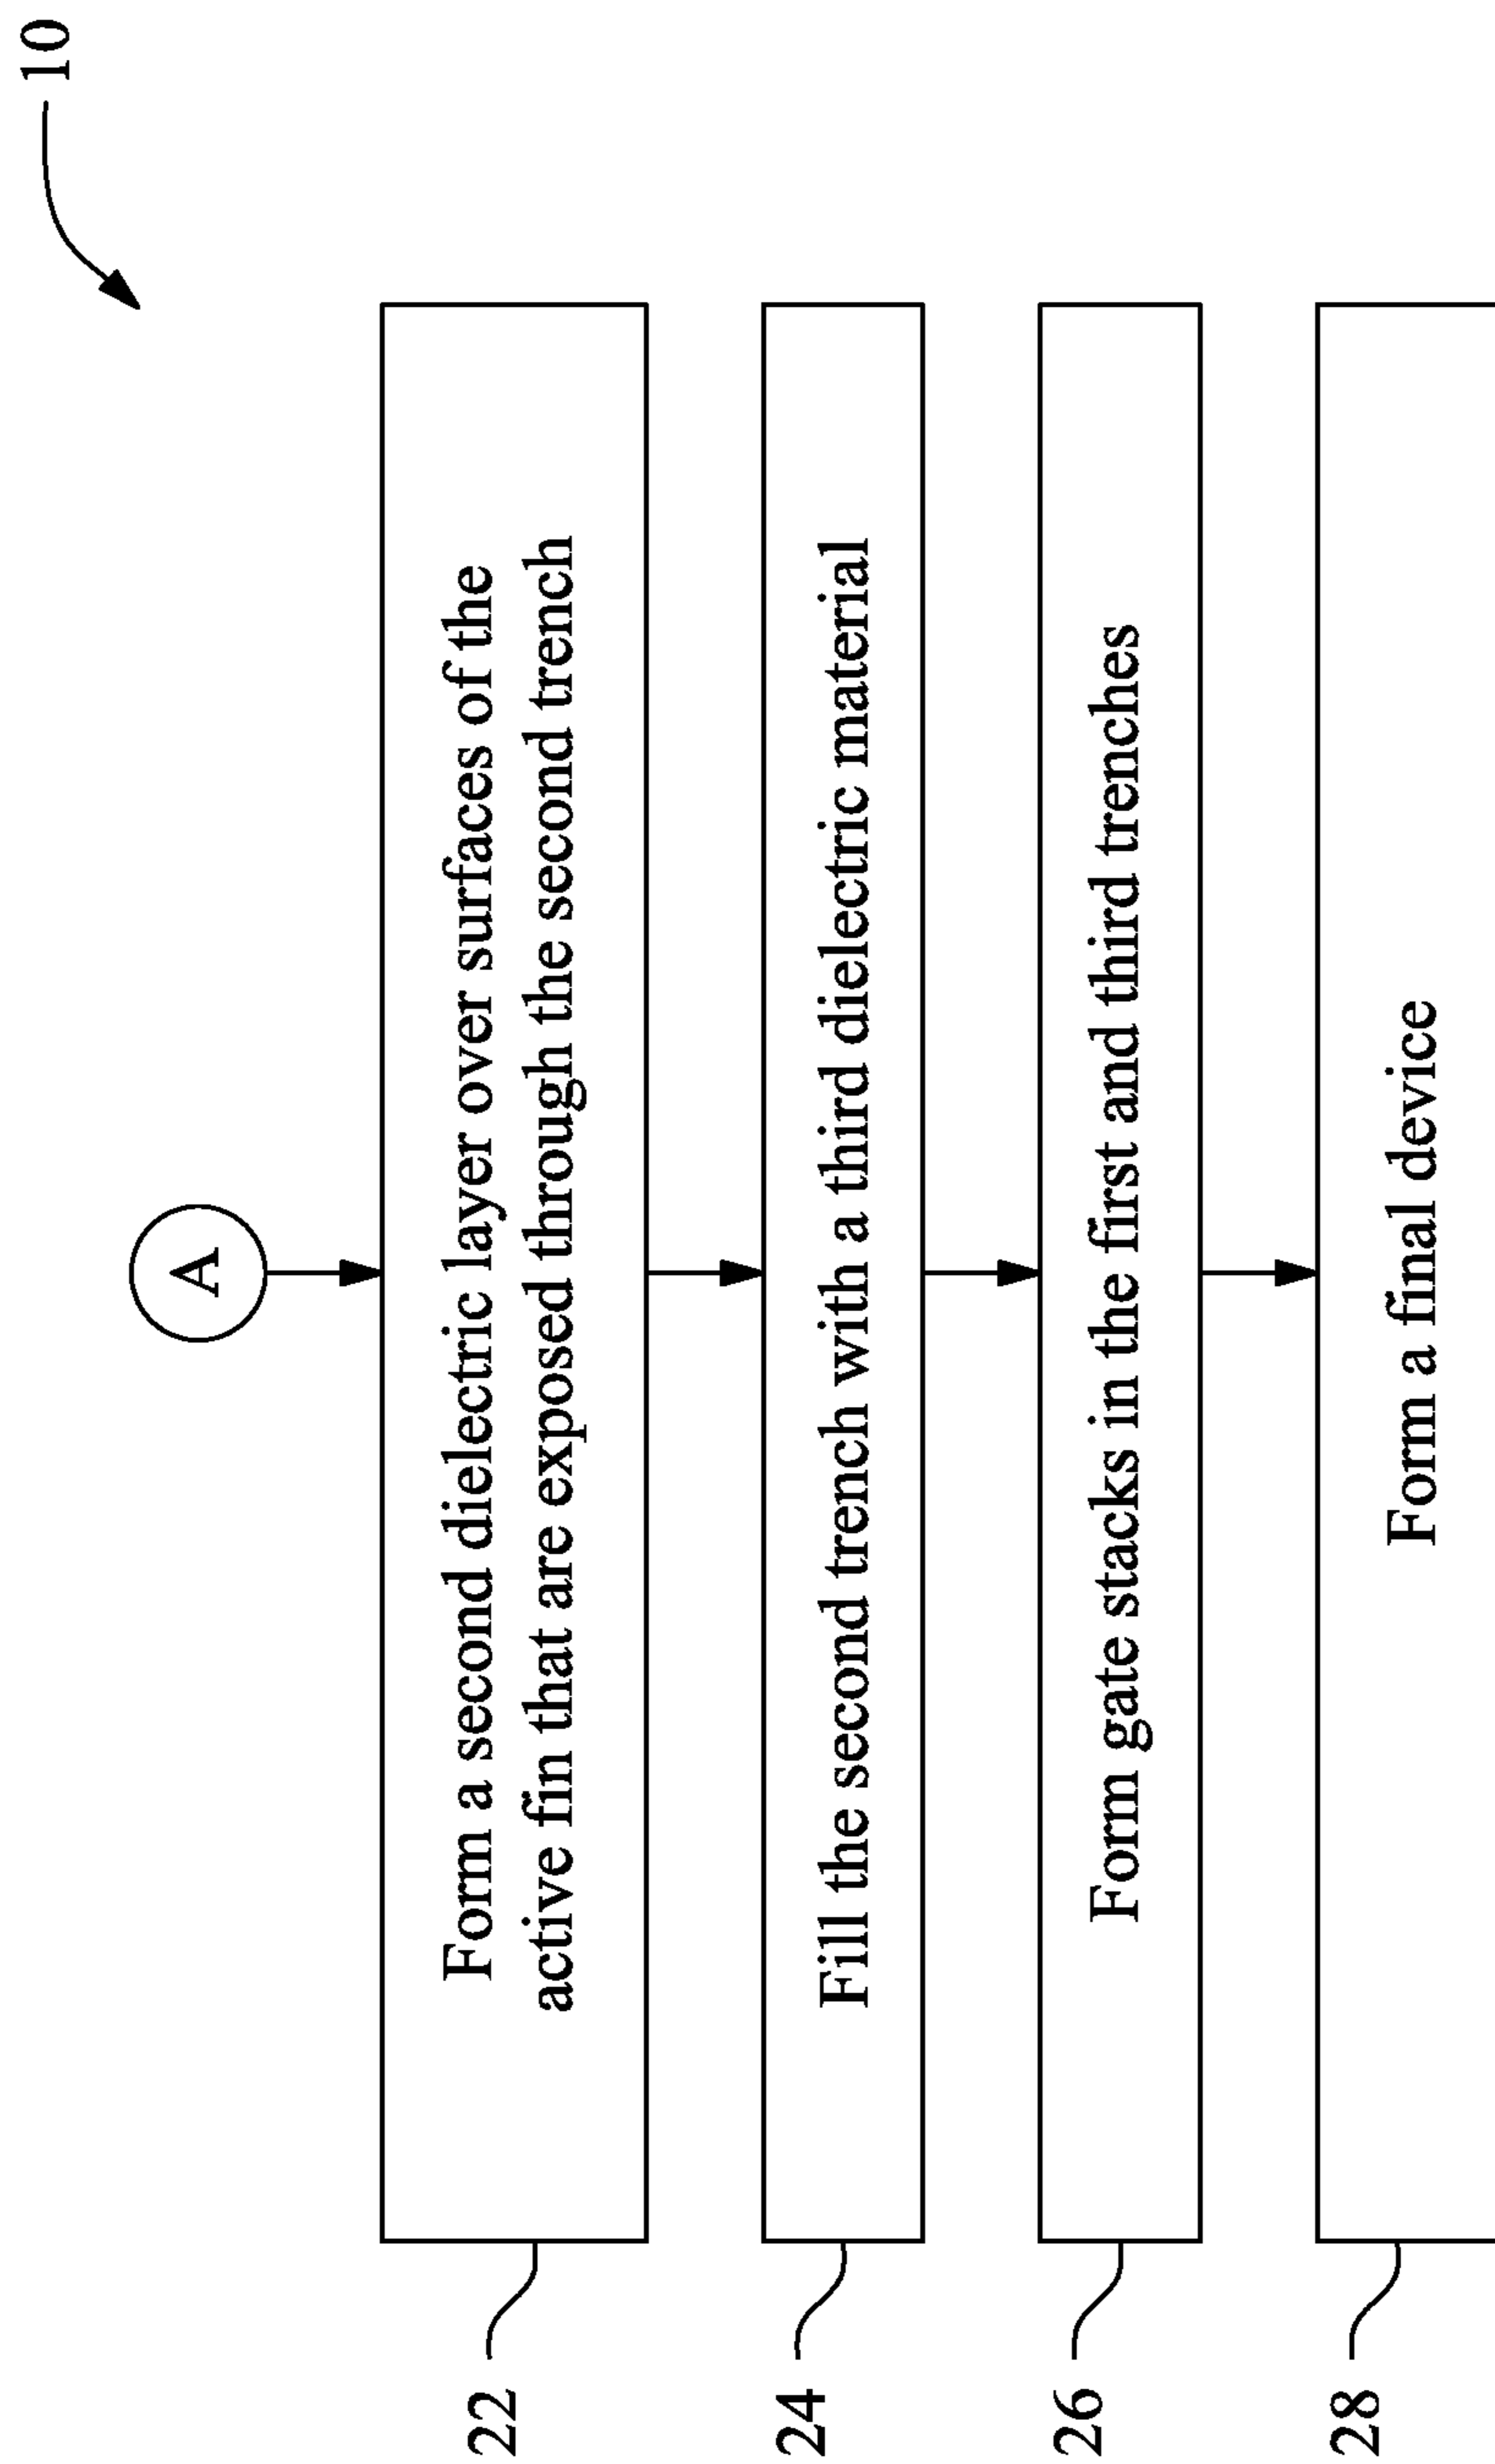 10
A
22
Form a second dielectric layer over surfaces of the
active fin that are exposed through the second trench
24
Fill the second trench with a third dielectric material
26
Form gate stacks in the first and third trenches
28
Form a final device